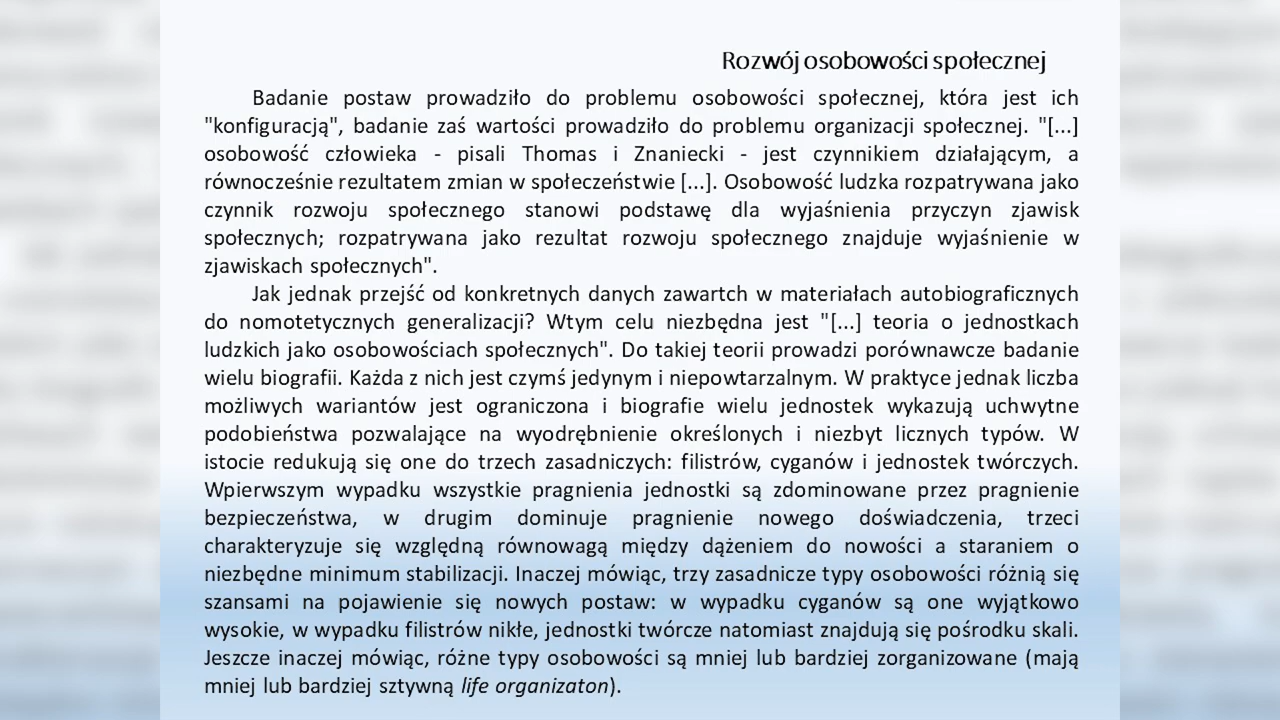 Rozwój osobowości społecznej
Badanie postaw prowadziło do problemu osobowości społecznej, która jest ich
"konfiguracją", badanie zaś wartości prowadziło do problemu organizacji społecznej. "[...]
osobowość człowieka - pisali Thomas i Znaniecki - jest czynnikiem działającym, a
równocześnie rezultatem zmian w społeczeństwie [...]. Osobowość ludzka rozpatrywana jako
czynnik rozwoju społecznego stanowi podstawę dla wyjaśnienia przyczyn zjawisk
społecznych; rozpatrywana jako rezultat rozwoju społecznego znajduje wyjaśnienie w
zjawiskach społecznych".
Jak jednak przejść od konkretnych danych zawartch w materiałach autobiograficznych
do nomotetycznych generalizacji? Wtym celu niezbędna jest "[...] teoria o jednostkach
ludzkich jako osobowościach społecznych". Do takiej teorii prowadzi porównawcze badanie
wielu biografii. Każda z nich jest czymś jedynym i niepowtarzalnym. W praktyce jednak liczba
możliwych wariantów jest ograniczona i biografie wielu jednostek wykazują uchwytne
podobieństwa pozwalające na wyodrębnienie określonych i niezbyt licznych typów. W
istocie redukują się one do trzech zasadniczych: filistrów, cyganów i jednostek twórczych.
Wpierwszym wypadku wszystkie pragnienia jednostki są zdominowane przez pragnienie
bezpieczeństwa, w drugim dominuje pragnienie nowego doświadczenia, trzeci
charakteryzuje się względną równowagą między dążeniem do nowości a staraniem o
niezbędne minimum stabilizacji. Inaczej mówiąc, trzy zasadnicze typy osobowości różnią się
szansami na pojawienie się nowych postaw: w wypadku cyganów są one wyjątkowo
wysokie, w wypadku filistrów nikłe, jednostki twórcze natomiast znajdują się pośrodku skali.
Jeszcze inaczej mówiąc, różne typy osobowości są mniej lub bardziej zorganizowane (mają
mniej lub bardziej sztywną life organizaton).